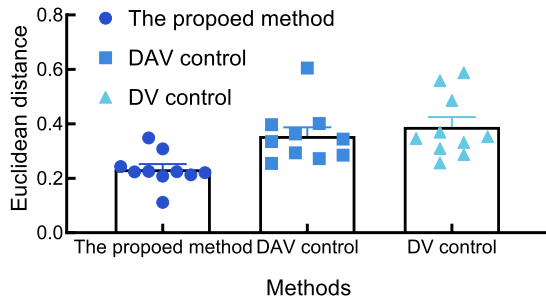 0.8
0.6
0.4
0.2
0.0
Euclidean distance
The propoed method
DAV control
DV control
The propoed method DAV control DV control
Methods